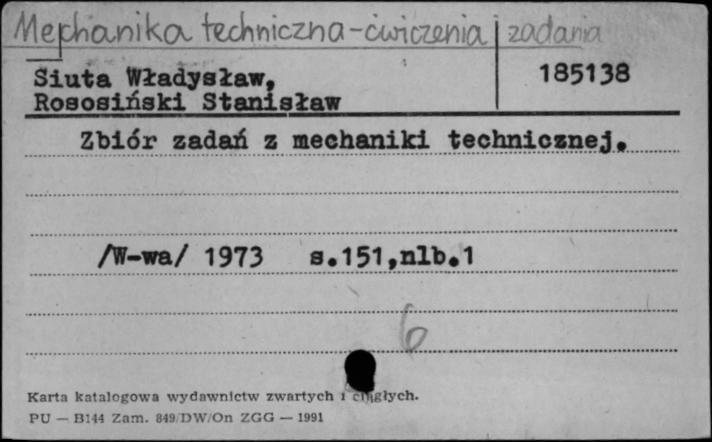 Mechanika techniczna-ćwiczenia zadania
Siuta Władysław, 185138
Rososiński Stanisław
Zbiór zadań z mechaniki technicznej.
/W-wa/ 1973 s.151,nlb.1
6
Karta katalogowa wydawnictw zwartych i ciągłych.
PU — B144 Zam. 849/DW/On ZGG — 1991